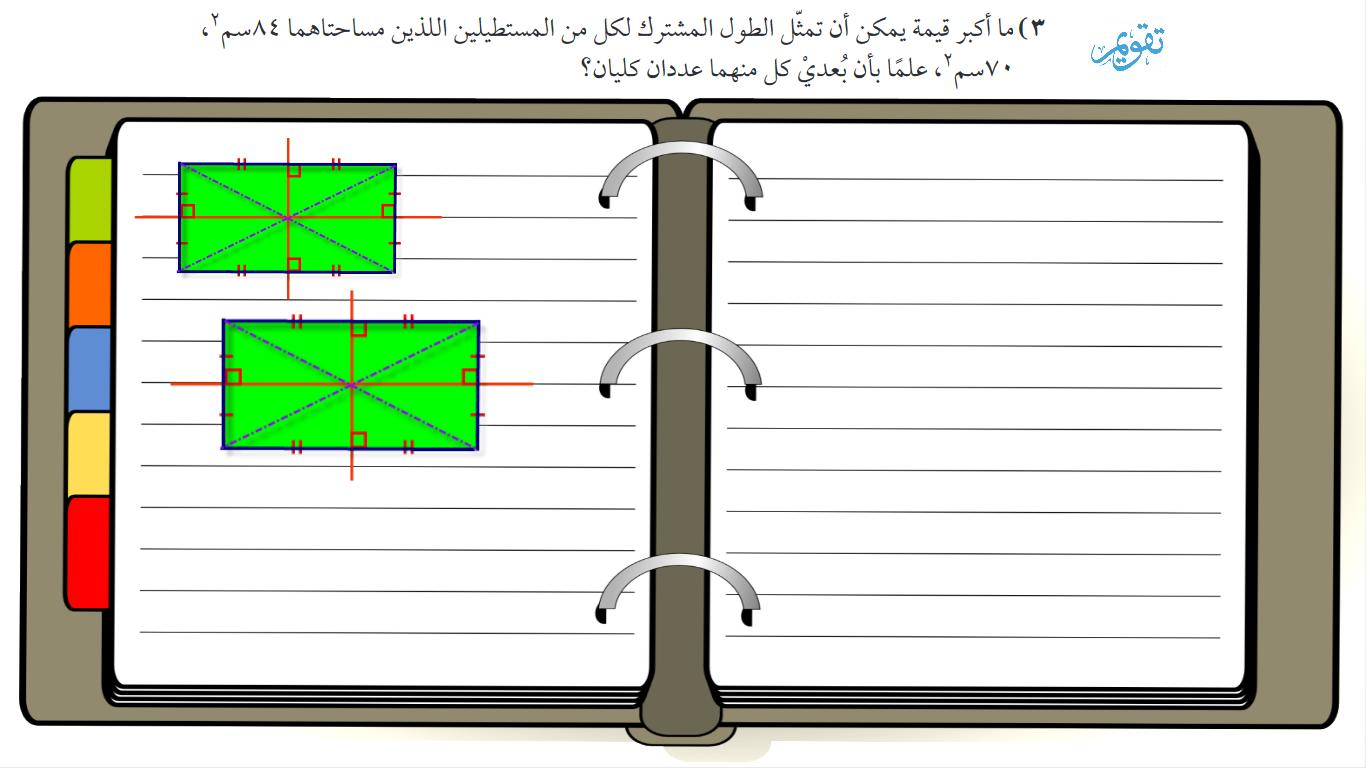 تقويم
٣) ما أكبر قيمة يمكن أن تمثّل الطول المشترك لكل من المستطيلين اللذين مساحتاهما ٨٤سم٢،
٧٠سم٢، علمًا بأن بُعديْ كل منهما عددان كليان؟